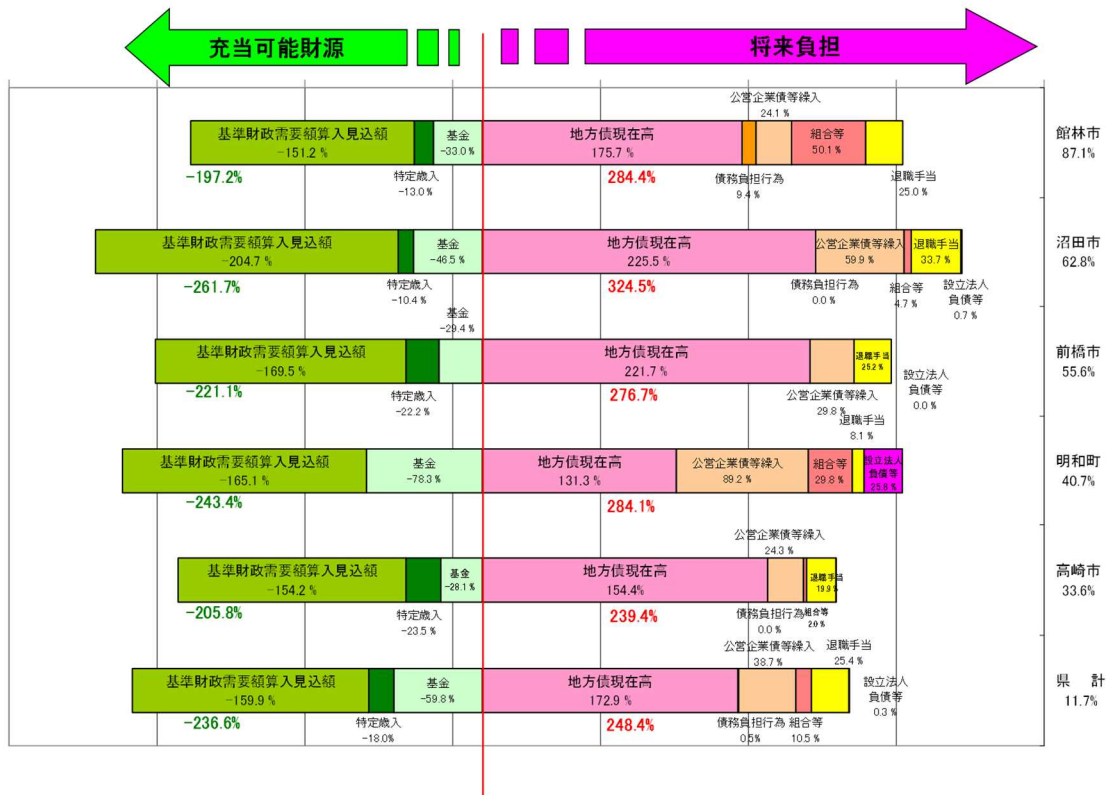 充当可能財源
将来負担
公営企業債等繰入
24.1 %
基準財政需要額算入見込額
-151.2 %
基金
-33.0 %
地方債現在高
175.7 %
組合等
50.1 %
館林市
87.1%
-197.2%
特定歳入
-13.0 %
284.4%
債務負担行為
9.4 %
退職手当
25.0 %
基準財政需要額算入見込額
-204.7 %
基金
-46.5 %
地方債現在高
225.5 %
公営企業債等繰入
59.9 %
退職手当
33.7 %
沼田市
62.8%
-261.7%
特定歳入
-10.4 %
324.5%
債務負担行為
0.0 %
組合等
4.7 %
設立法人
負債等
0.7 %
基金
-29.4 %
基準財政需要額算入見込額
-169.5 %
地方債現在高
221.7 %
退職手当
25.2 %
前橋市
55.6%
-221.1%
特定歳入
-22.2 %
276.7%
公営企業債等繰入
29.8 %
設立法人
負債等
0.0 %
退職手当
8.1 %
基準財政需要額算入見込額
-165.1 %
基金
-78.3 %
地方債現在高
131.3 %
公営企業債等繰入
89.2 %
組合等
29.8 %
設立法人
負債等
25.8 %
明和町
40.7%
-243.4%
284.1%
公営企業債等繰入
24.3 %
基準財政需要額算入見込額
-154.2 %
基金
-28.1 %
地方債現在高
154.4%
退職手当
19.9 %
高崎市
33.6%
-205.8%
特定歳入
-23.5 %
239.4%
債務負担行為
0.0 %
組合等
2.0 %
公営企業債等繰入
38.7 %
退職手当
25.4 %
基準財政需要額算入見込額
-159.9 %
基金
-59.8 %
地方債現在高
172.9 %
設立法人
負債等
0.3 %
県 計
11.7%
-236.6%
特定歳入
-18.0%
248.4%
債務負担行為
0.5%
組合等
10.5 %